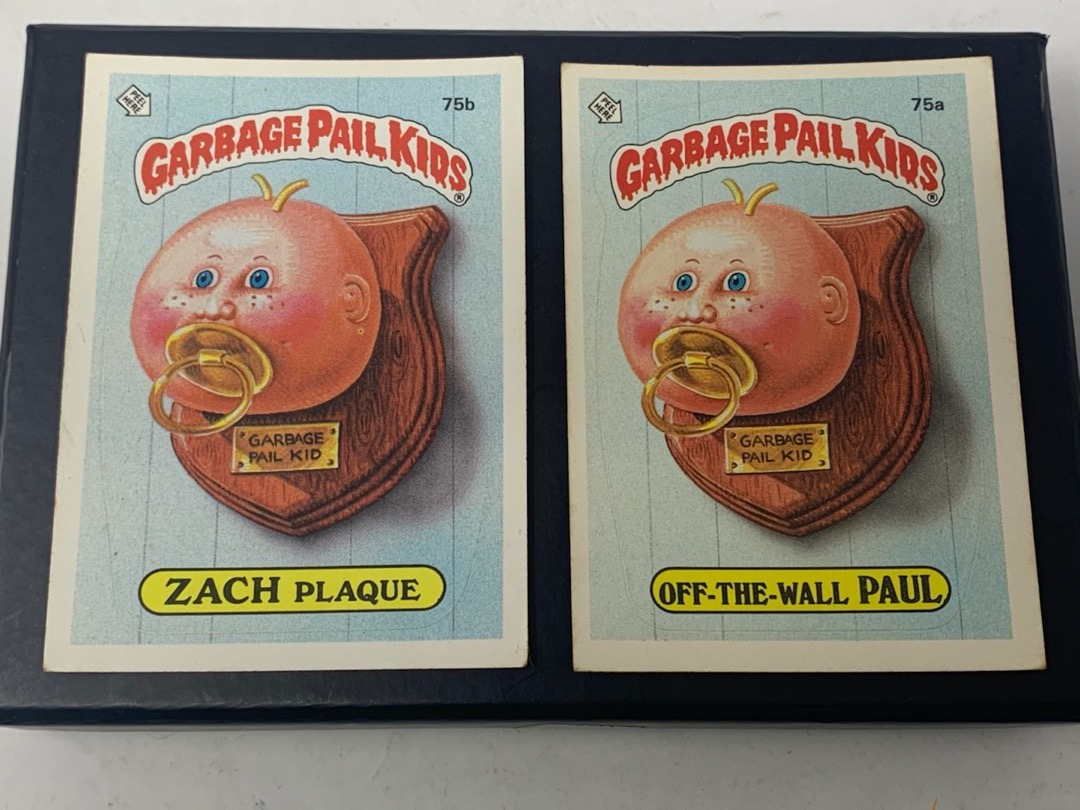 PEEL HERE
75b
GARBAGE PAIL KIDS®
GARBAGE
PAIL KID
ZACH PLAQUE
PEEL HERE
75a
GARBAGE PAIL KIDS®
GARBAGE
PAIL KID
OFF-THE-WALL PAUL